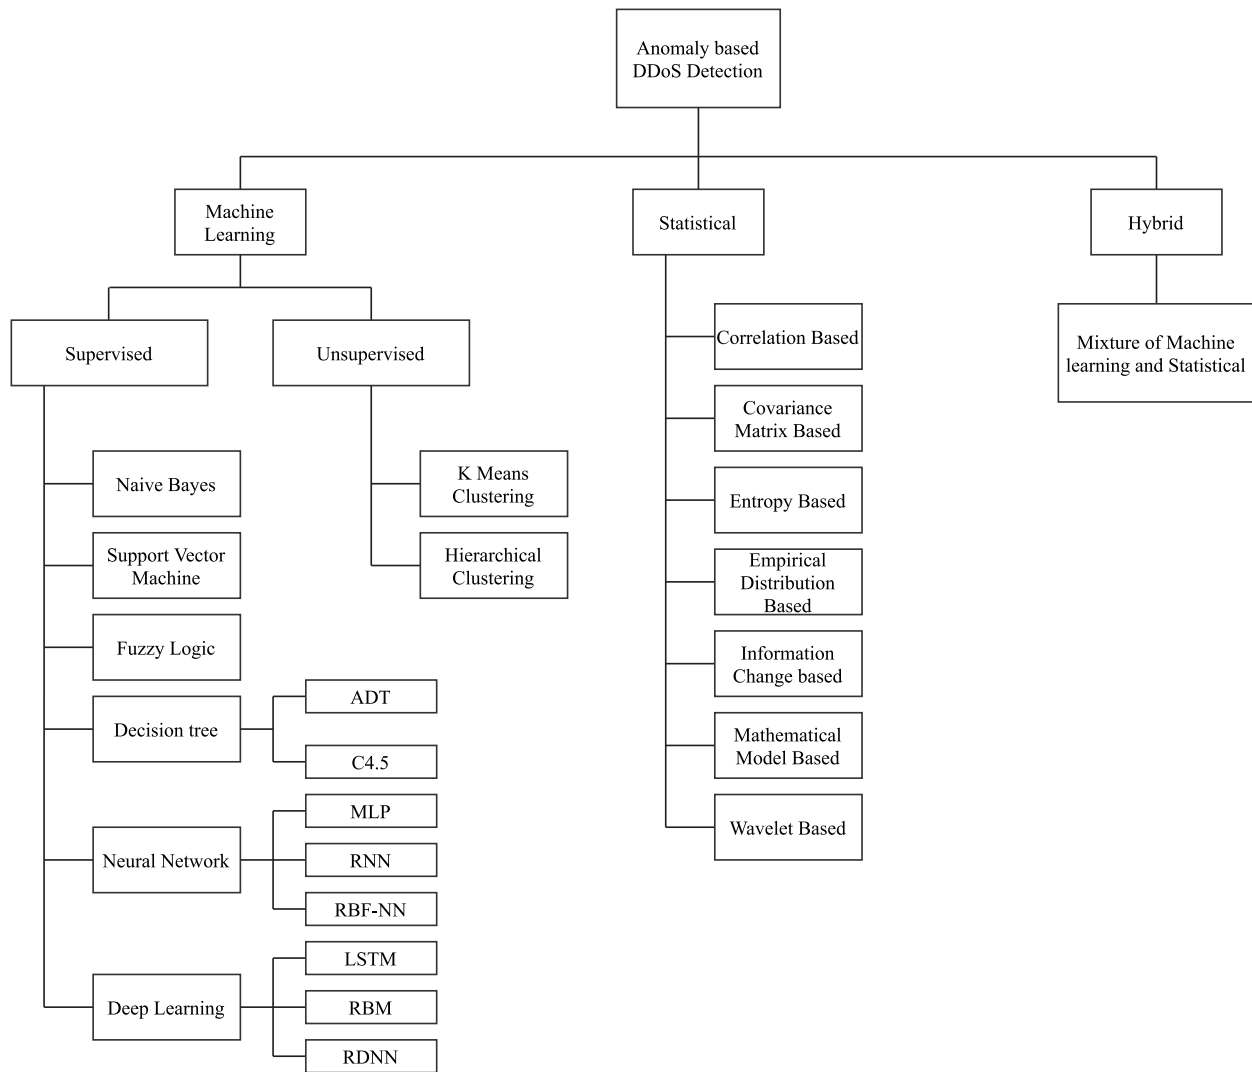 Anomaly based
DDoS Detection
Machine
Learning
Statistical
Hybrid
Supervised
Unsupervised
Correlation Based
Mixture of Machine
learning and Statistical
Covariance
Matrix Based
Naive Bayes
K Means
Clustering
Entropy Based
Support Vector
Machine
Hierarchical
Clustering
Empirical
Distribution
Based
Fuzzy Logic
Information
Change based
Decision tree
ADT
C4.5
Mathematical
Model Based
Neural Network
MLP
RNN
RBF-NN
Wavelet Based
Deep Learning
LSTM
RBM
RDNN